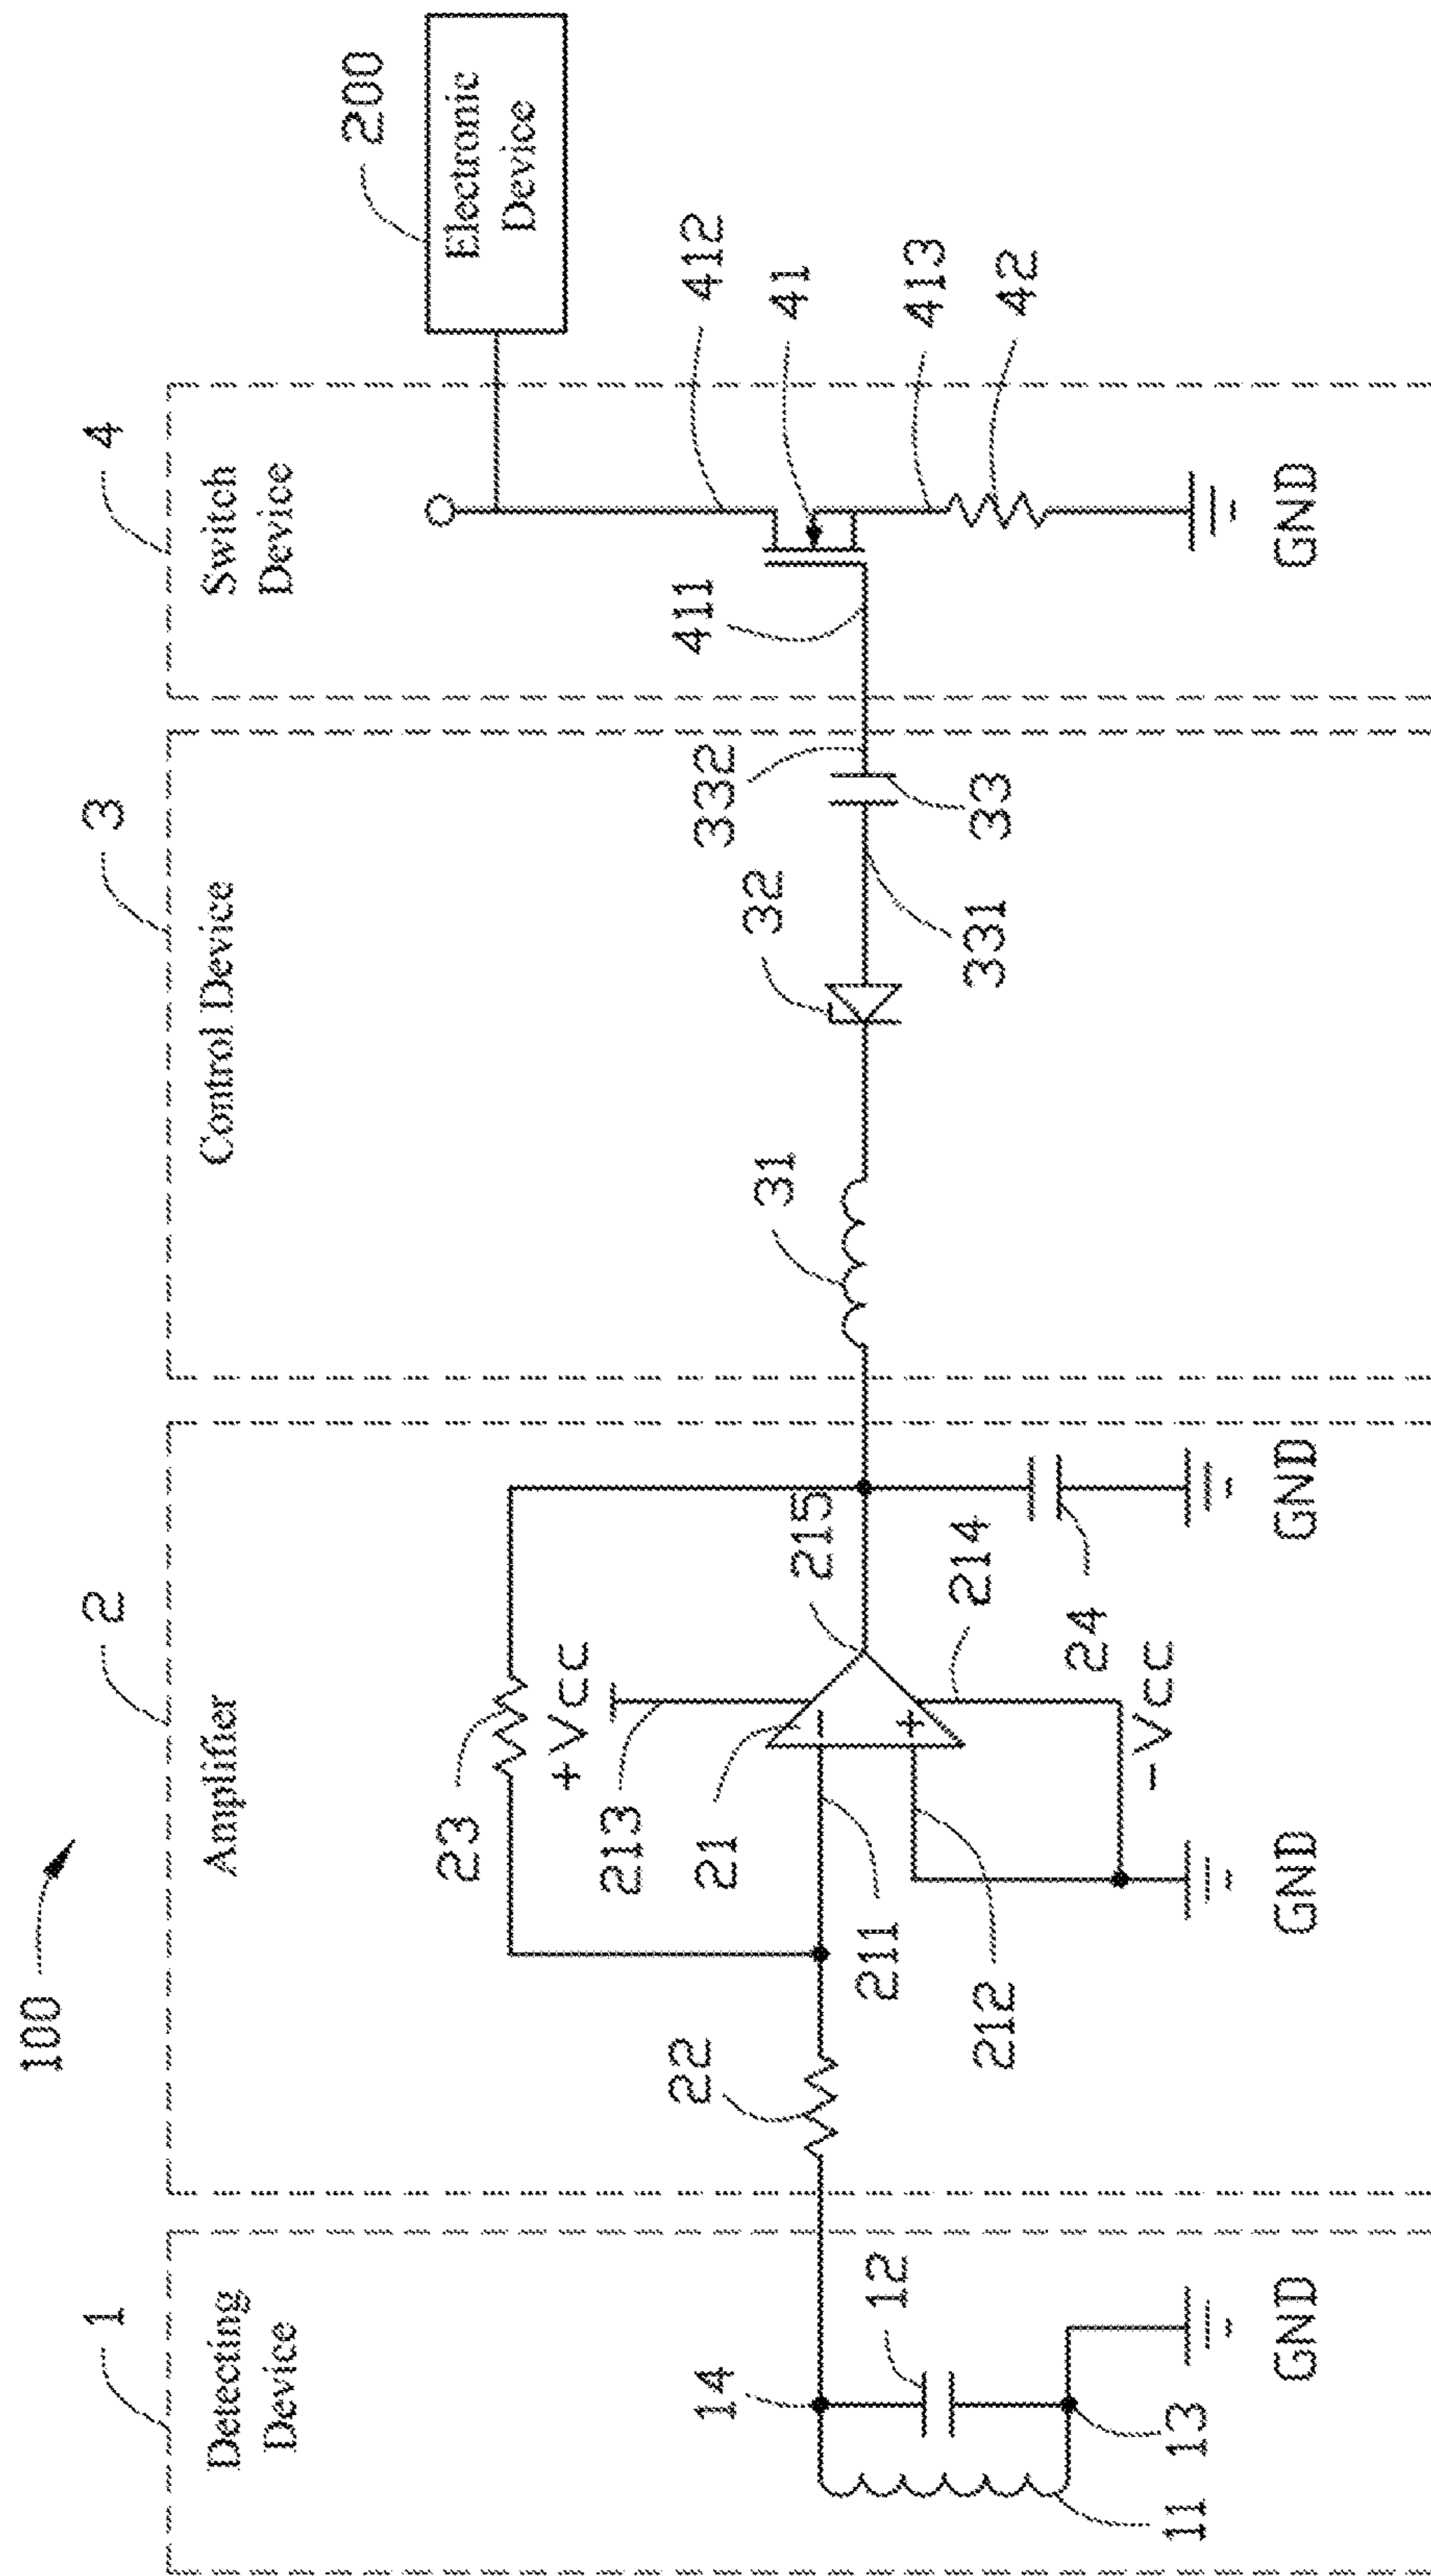 100
1
Detecting
Device
14
12
11
13
GND
2
Amplifier
22
23
+Vcc
213
21
211
212
215
214
24
-Vcc
GND
GND
3
Control Device
31
32
331
332
33
4
Switch
Device
411
412
41
413
42
GND
200
Electronic
Device